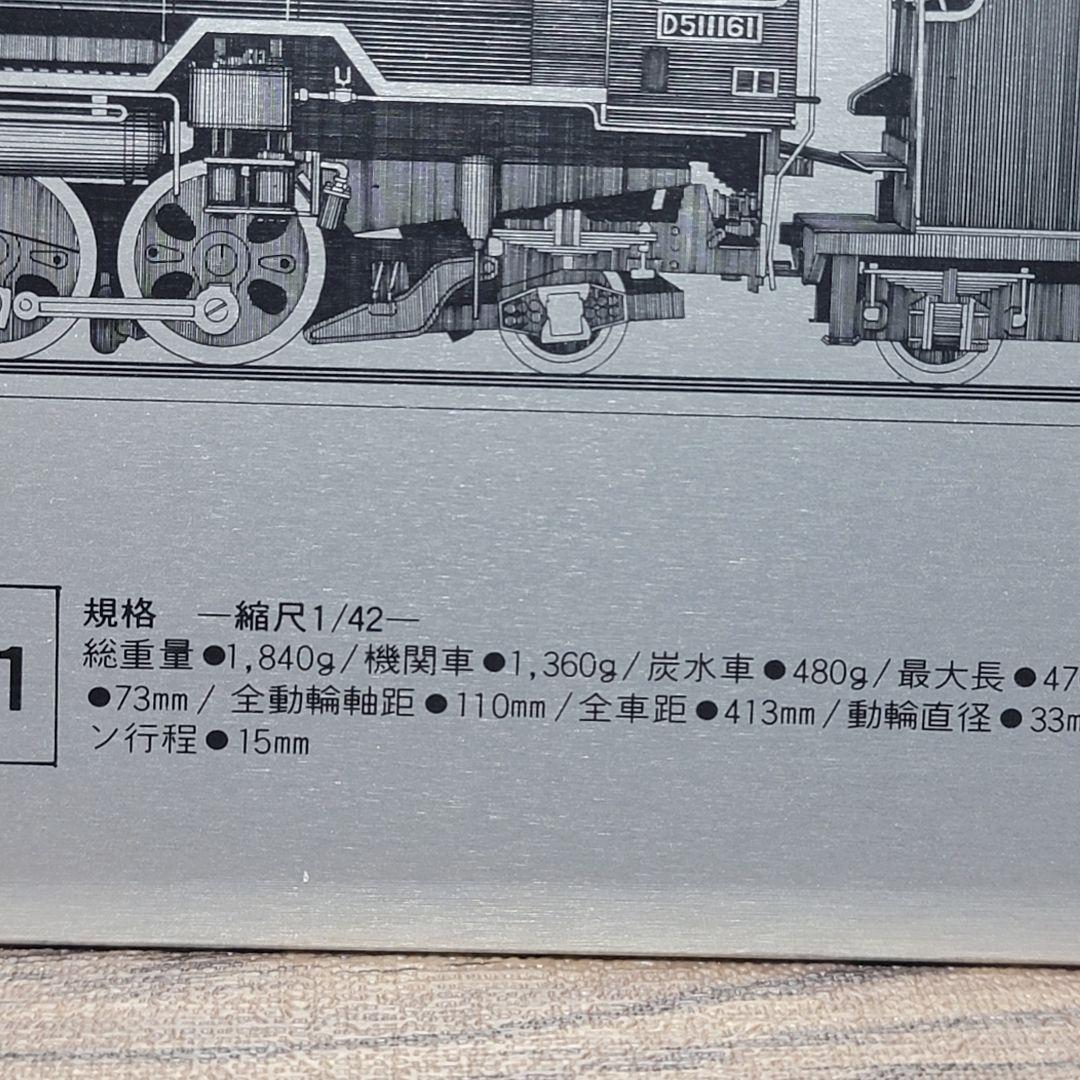 D511161
1
規格 —縮尺1/42—
総重量●1,840g/機関車●1,360g/炭水車●480g/最大長●47
●73mm/全動輪軸距●110mm/全車距●413mm/動輪直径●33m
ン行程●15mm